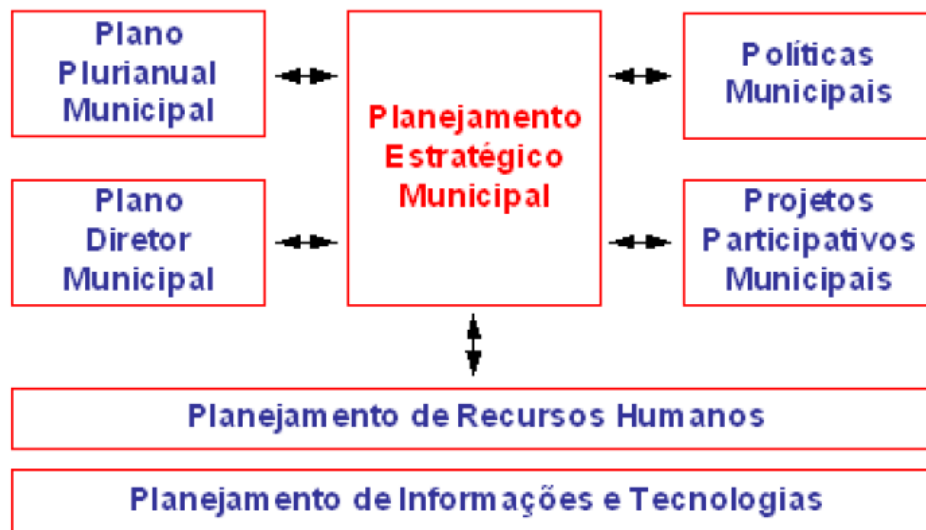 Plano
Plurianual
Municipal
Planejamento
Estratégico
Municipal
Políticas
Municipais
Plano
Diretor
Municipal
Projetos
Participativos
Municipais
Planejamento de Recursos Humanos
Planejamento de Informações e Tecnologias